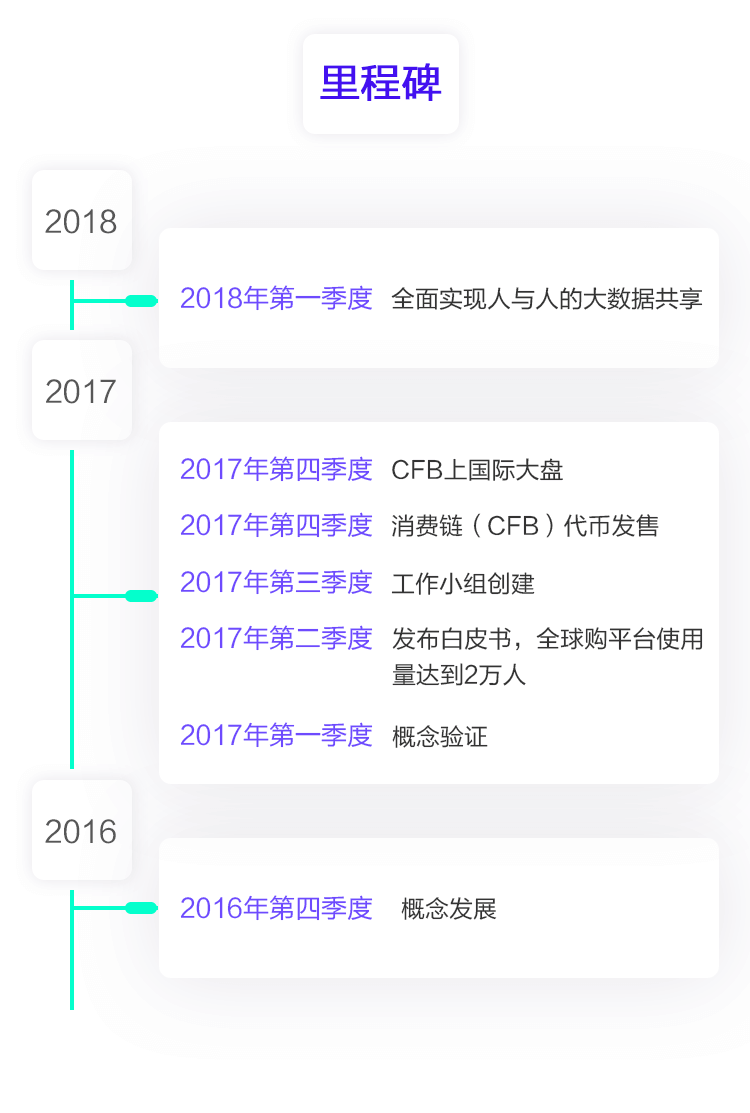 里程碑
2018
2018年第一季度 全面实现人与人的大数据共享
2017
2017年第四季度 CFB上国际大盘
2017年第四季度 消费链（CFB）代币发售
2017年第三季度 工作小组创建
2017年第二季度 发布白皮书，全球购平台使用
量达到2万人
2017年第一季度 概念验证
2016
2016年第四季度 概念发展